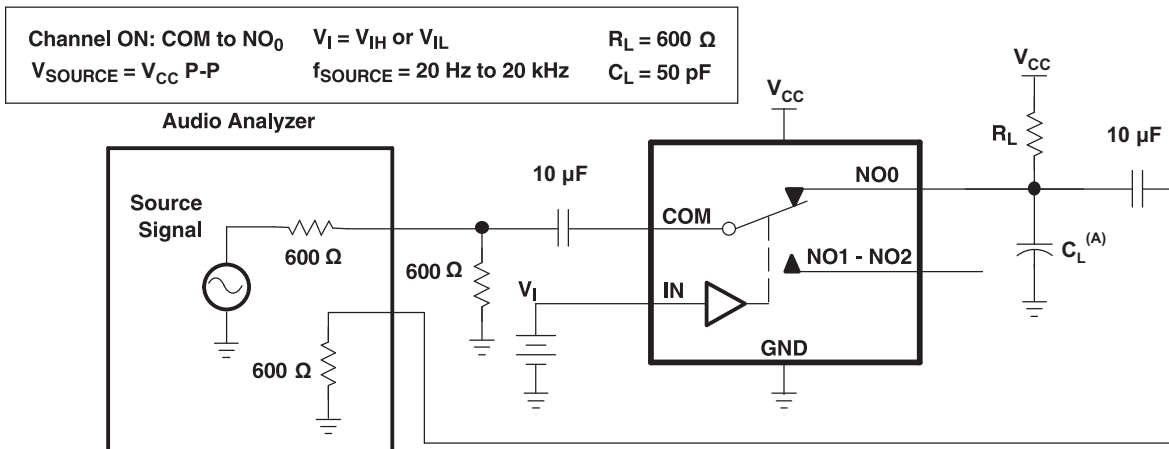 Channel ON: COM to NO0 VI = VIH or VIL RL = 600 Ω
VSOURCE = VCC P-P fSOURCE = 20 Hz to 20 kHz CL = 50 pF
Audio Analyzer
Source
Signal
600 Ω
600 Ω
600 Ω
10 µF
VI
VCC
COM
IN
NO0
NO1 - NO2
GND
VCC
RL
10 µF
CL(A)